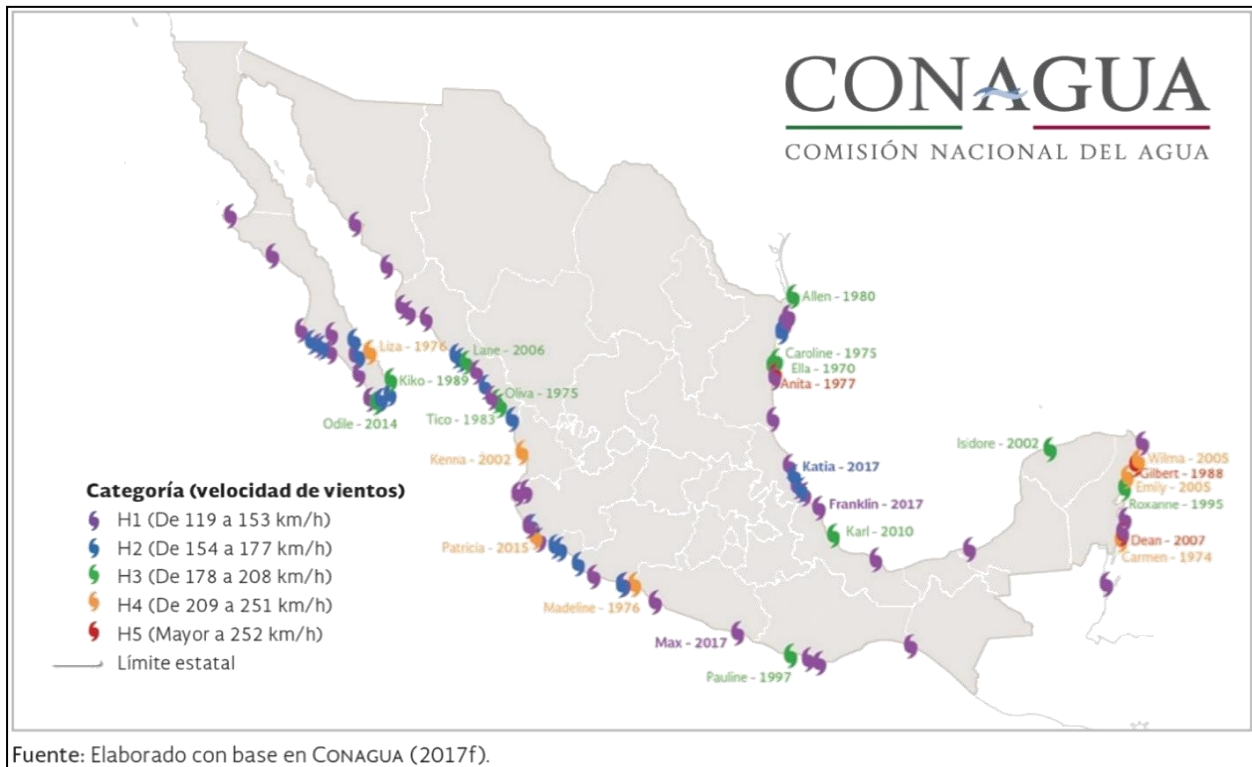 CONAGUA
COMISIÓN NACIONAL DEL AGUA
Allen - 1980
Caroline - 1975
Ella - 1970
Anita - 1977
Liza - 1976
Lane - 2006
Kiko - 1989
Oliva - 1975
Tico - 1983
Odile - 2014
Kenna - 2002
Isidore - 2002
Wilma - 2005
Gilbert - 1988
Emily - 2005
Roxanne - 1995
Katia - 2017
Franklin - 2017
Karl - 2010
Dean - 2007
Carmen - 1974
Patricia - 2015
Madeline - 1976
Max - 2017
Pauline - 1997
Categoría (velocidad de vientos)
H1 (De 119 a 153 km/h)
H2 (De 154 a 177 km/h)
H3 (De 178 a 208 km/h)
H4 (De 209 a 251 km/h)
H5 (Mayor a 252 km/h)
Límite estatal
Fuente: Elaborado con base en CONAGUA (2017f).